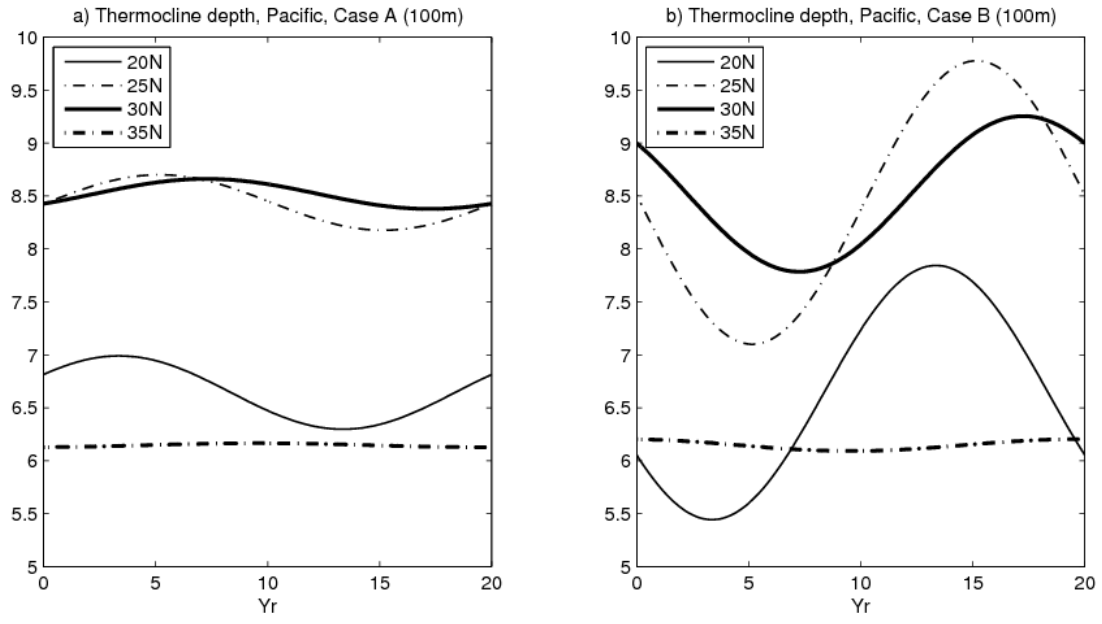 a) Thermocline depth, Pacific, Case A (100m)
10
9.5
9
8.5
8
7.5
7
6.5
6
5.5
5
20N
25N
30N
35N
0
5
10
15
20
Yr
b) Thermocline depth, Pacific, Case B (100m)
10
9.5
9
8.5
8
7.5
7
6.5
6
5.5
5
20N
25N
30N
35N
0
5
10
15
20
Yr